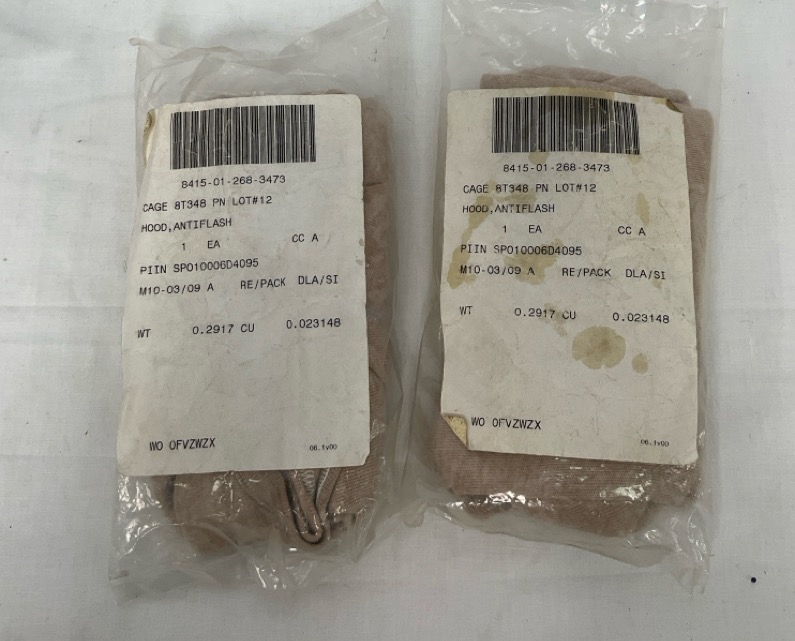 8415-01-268-3473
CAGE 8T348 PN LOT#12
HOOD,ANTIFLASH
1 EA CC A
PIIN SPO10006D4095
M10-03/09 A RE/PACK DLA/SI
WT 0.2917 CU 0.023148
WO OFVZWZX
06.1v00
8415-01-268-3473
CAGE 8T348 PN LOT#12
HOOD,ANTIFLASH
1 EA CC A
PIIN SPO10006D4095
M10-03/09 A RE/PACK DLA/SI
WT 0.2917 CU 0.023148
WO OFVZWZX
06.1v00